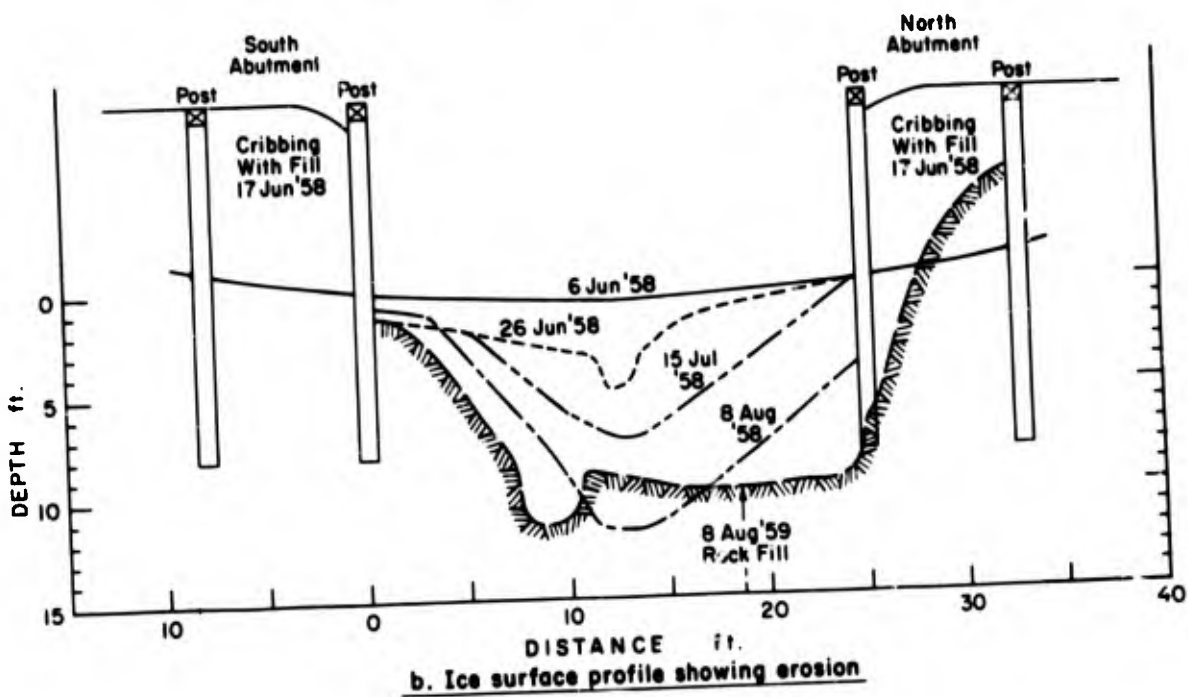 South
Abutment
North
Abutment
Post
Post
Post
Post
Cribbing
With Fill
17 Jun '58
Cribbing
With Fill
17 Jun '58
6 Jun '58
26 Jun '58
15 Jul
'58
8 Aug
'58
8 Aug '59
Rock Fill
DEPTH ft.
0
5
10
15
10
0
10
20
30
40
DISTANCE ft.
b. Ice surface profile showing erosion